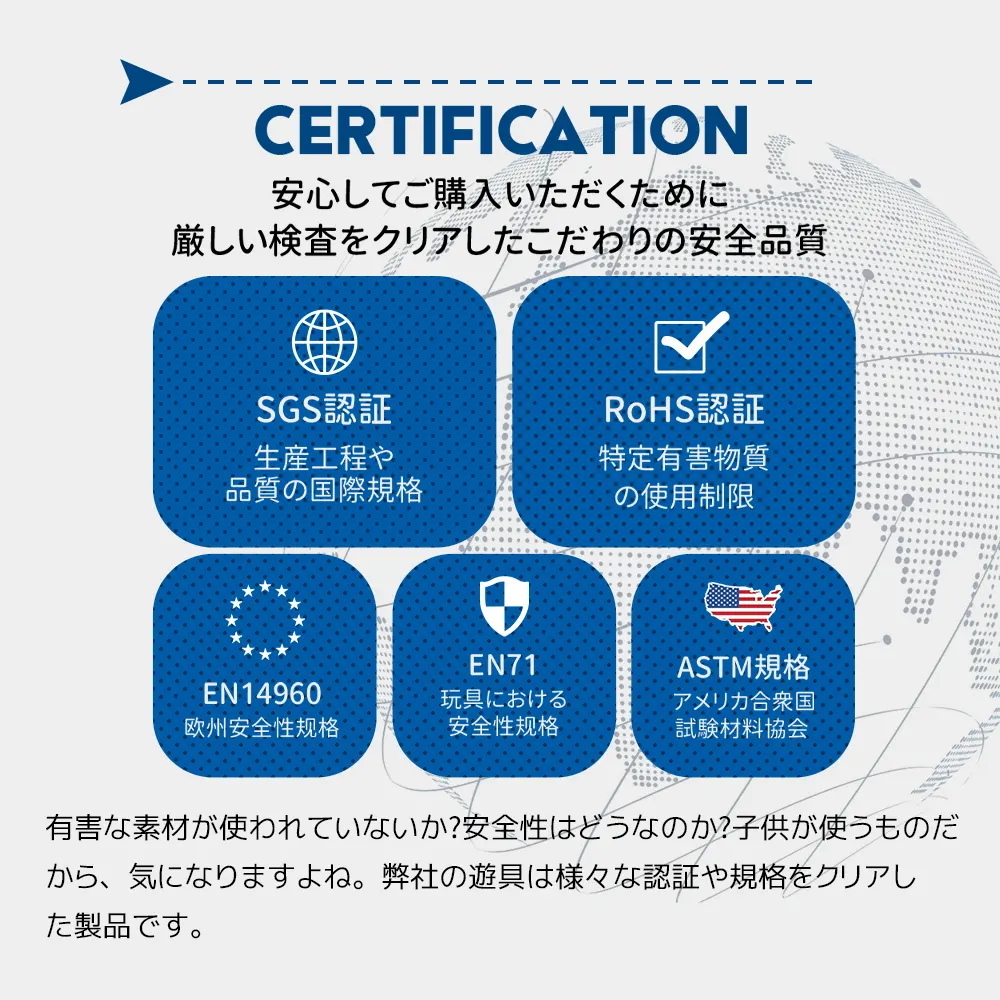 CERTIFICATION
安心してご購入いただくために
厳しい検査をクリアしたこだわりの安全品質
SGS認証
生産工程や
品質の国際規格
RoHS認証
特定有害物質
の使用制限
EN14960
欧州安全性规格
EN71
玩具における
安全性规格
ASTM規格
アメリカ合衆国
試験材料協会
有害な素材が使われていないか?安全性はどうなのか?子供が使うものだ
から、気になりますよね。弊社の遊具は様々な認証や規格をクリアし
た製品です。